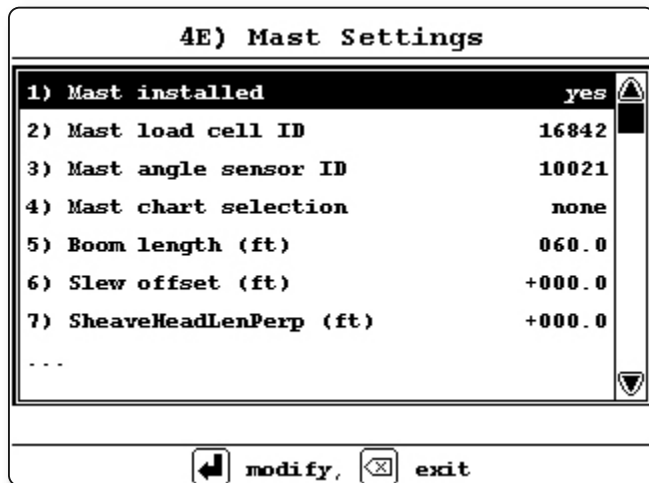 4E) Mast Settings
1) Mast installed yes
2) Mast load cell ID 16842
3) Mast angle sensor ID 10021
4) Mast chart selection none
5) Boom length (ft) 060.0
6) Slew offset (ft) +000.0
7) SheaveHeadLenPerp (ft) +000.0
...
modify, exit